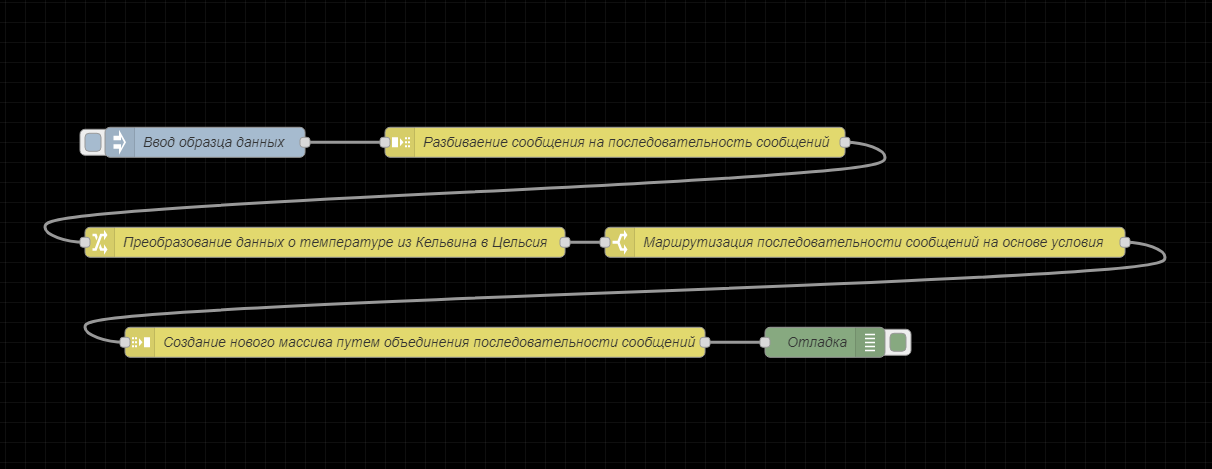 Ввод образца данных
Разбиваение сообщения на последовательность сообщений
Преобразование данных о температуре из Кельвина в Цельсия
Маршрутизация последовательности сообщений на основе условия
Создание нового массива путем объединения последовательности сообщений
Отладка